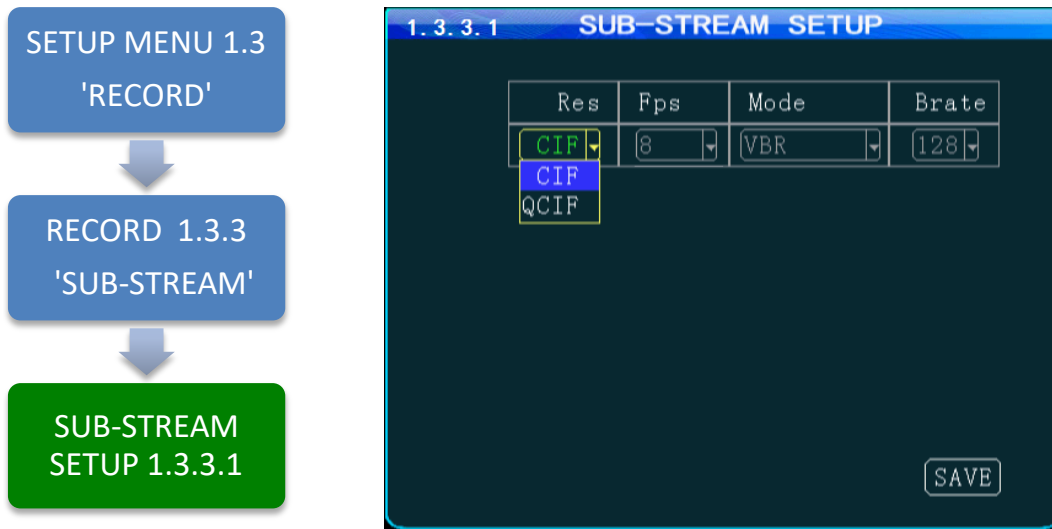 SETUP MENU 1.3
'RECORD'
RECORD 1.3.3
'SUB-STREAM'
SUB-STREAM
SETUP 1.3.3.1
1.3.3.1 SUB-STREAM SETUP
Res Fps Mode Brate
CIF 8 VBR 128
CIF
QCIF
SAVE